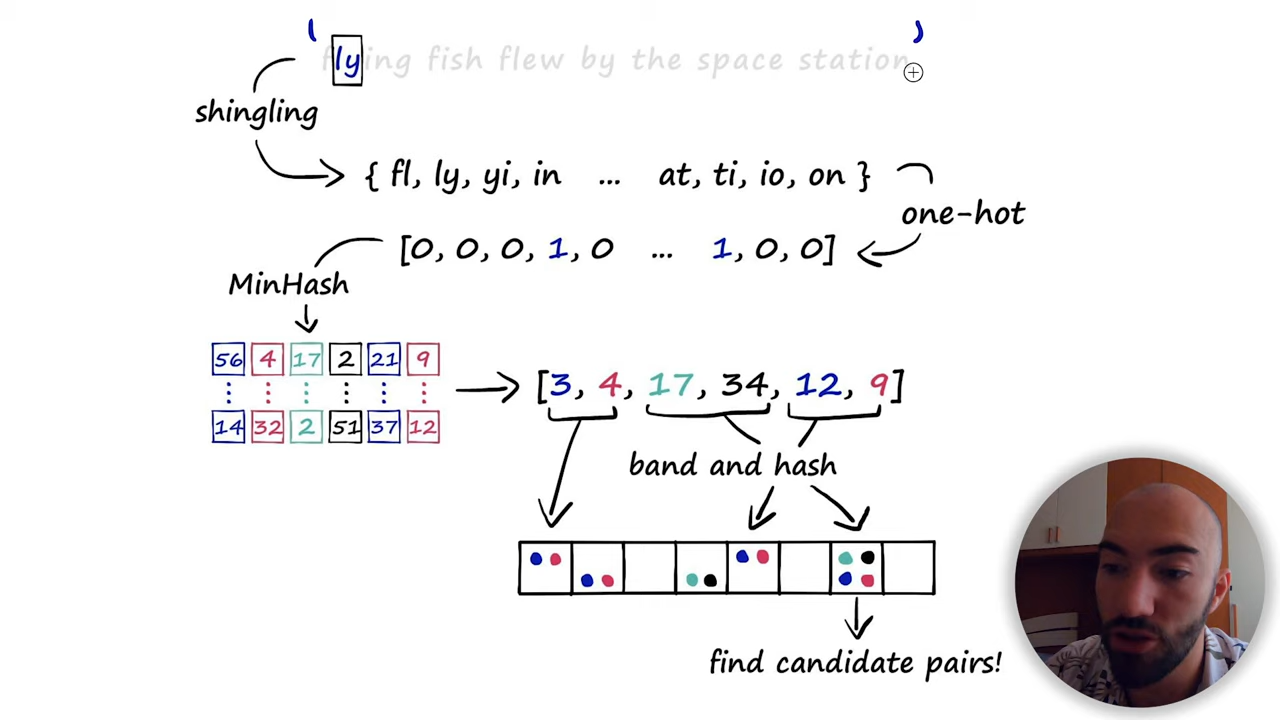 flying fish flew by the space station
shingling
{ fl, ly, yi, in ... at, ti, io, on }
one-hot
[0, 0, 0, 1, 0 ... 1, 0, 0]
MinHash
56 4 17 2 21 9
[3, 4, 17, 34, 12, 9]
14 32 2 51 37 12
band and hash
find candidate pairs!